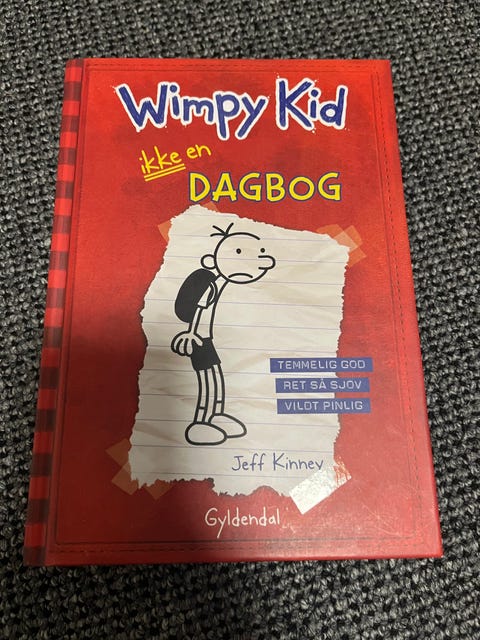 Wimpy Kid
ikke en
DAGBOG
TEMMELIG GOD
RET SÅ SJOV
VILDT PINLIG
Jeff Kinney
Gyldendal